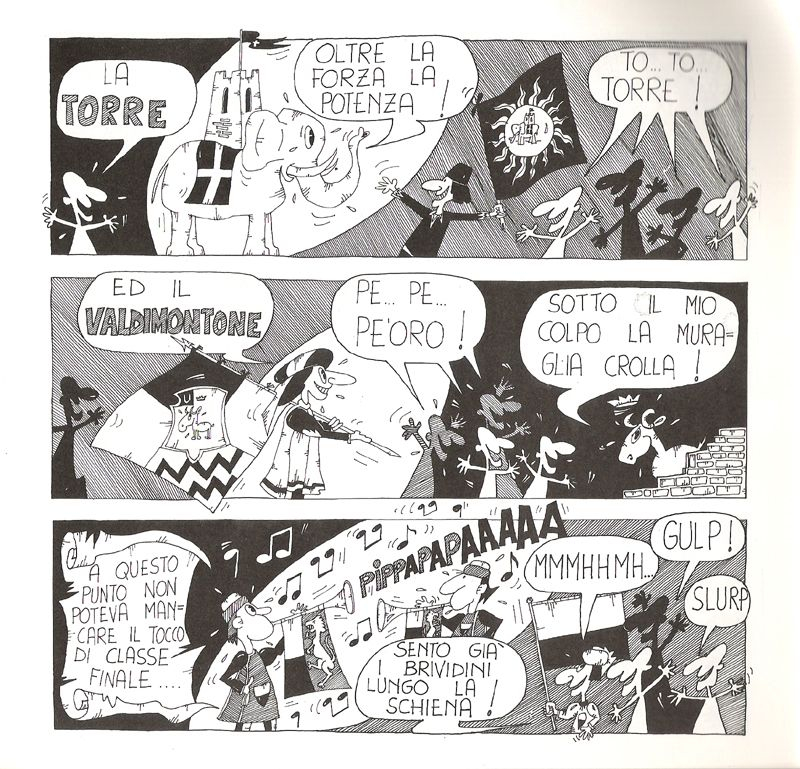 LA
TORRE
OLTRE LA
FORZA LA
POTENZA !
TO... TO...
TORRE !
ED IL
VALDIMONTONE
PE... PE...
PE'ORO !
SOTTO IL MIO
COLPO LA MURA=
GLIA CROLLA !
A QUESTO
PUNTO NON
POTEVA MAN=
CARE IL TOCCO
DI CLASSE
FINALE ....
PIPPAPAPAAAAA
SENTO GIA'
I BRIVIDINI
LUNGO LA
SCHIENA !
MMMHHMH...
GULP !
SLURP